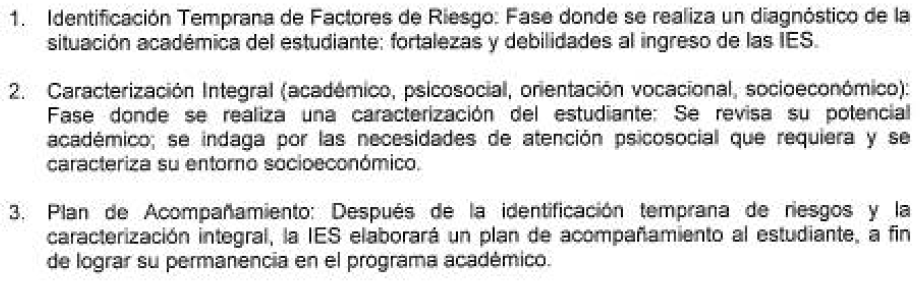 1. Identificación Temprana de Factores de Riesgo: Fase donde se realiza un diagnóstico de la
situación académica del estudiante: fortalezas y debilidades al ingreso de las IES.
2. Caracterización Integral (académico, psicosocial, orientación vocacional, socioeconómico):
Fase donde se realiza una caracterización del estudiante: Se revisa su potencial
académico; se indaga por las necesidades de atención psicosocial que requiera y se
caracteriza su entorno socioeconómico.
3. Plan de Acompañamiento: Después de la identificación temprana de riesgos y la
caracterización integral, la IES elaborará un plan de acompañamiento al estudiante, a fin
de lograr su permanencia en el programa académico.